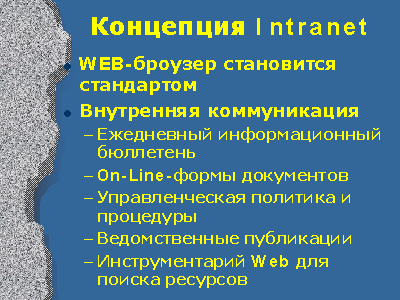 Концепция Intranet
• WEB-броузер становится
стандартом
• Внутренняя коммуникация
– Ежедневный информационный
бюллетень
– On-Line-формы документов
– Управленческая политика и
процедуры
– Ведомственные публикации
– Инструментарий Web для
поиска ресурсов